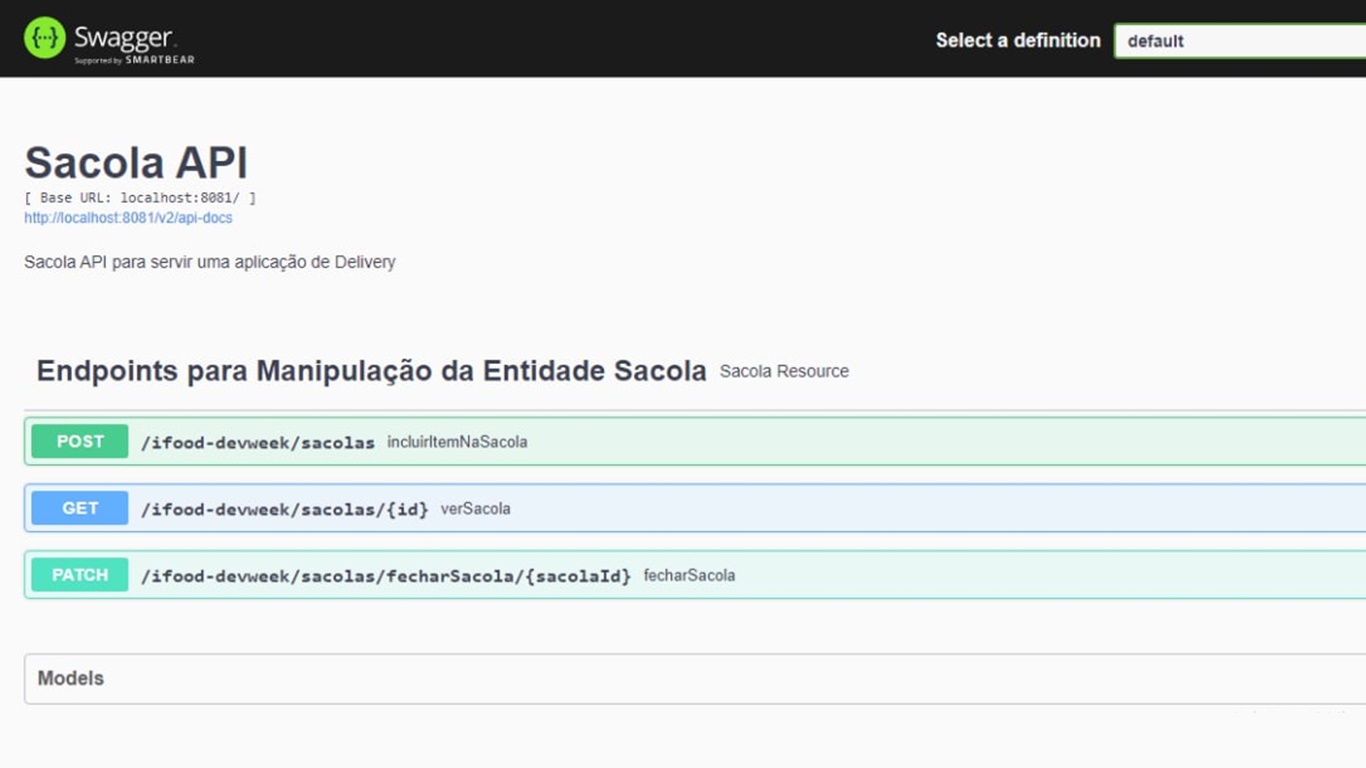 {···} Swagger.
Supported by SMARTBEAR
Select a definition
default
Sacola API
[ Base URL: localhost:8081/ ]
http://localhost:8081/v2/api-docs
Sacola API para servir uma aplicação de Delivery
Endpoints para Manipulação da Entidade Sacola Sacola Resource
POST /ifood-devweek/sacolas incluirItemNaSacola
GET /ifood-devweek/sacolas/{id} verSacola
PATCH /ifood-devweek/sacolas/fecharSacola/{sacolaId} fecharSacola
Models